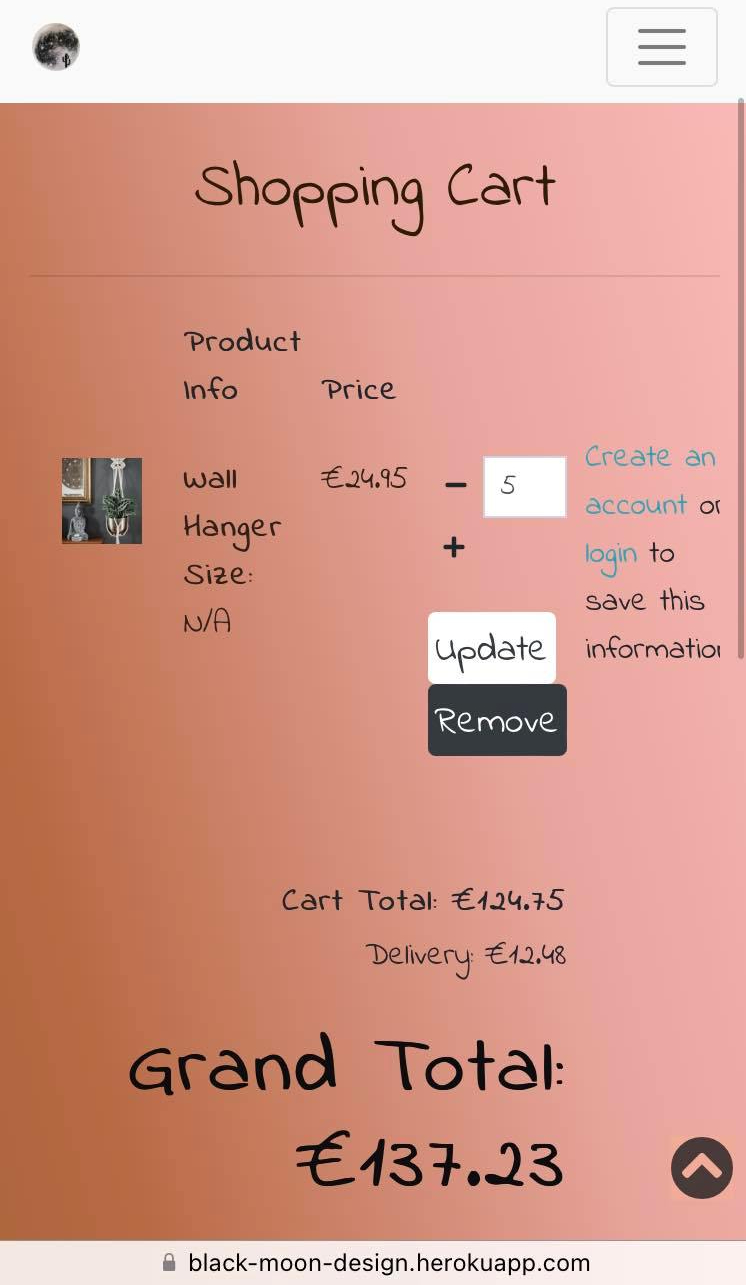 Shopping Cart
Product
Info
Price
Wall
Hanger
Size:
N/A
€24.95
5
Create an
account or
login to
save this
Update
Remove
Cart Total: €124.75
Delivery: €12.48
Grand Total:
€137.23
black-moon-design.herokuapp.com